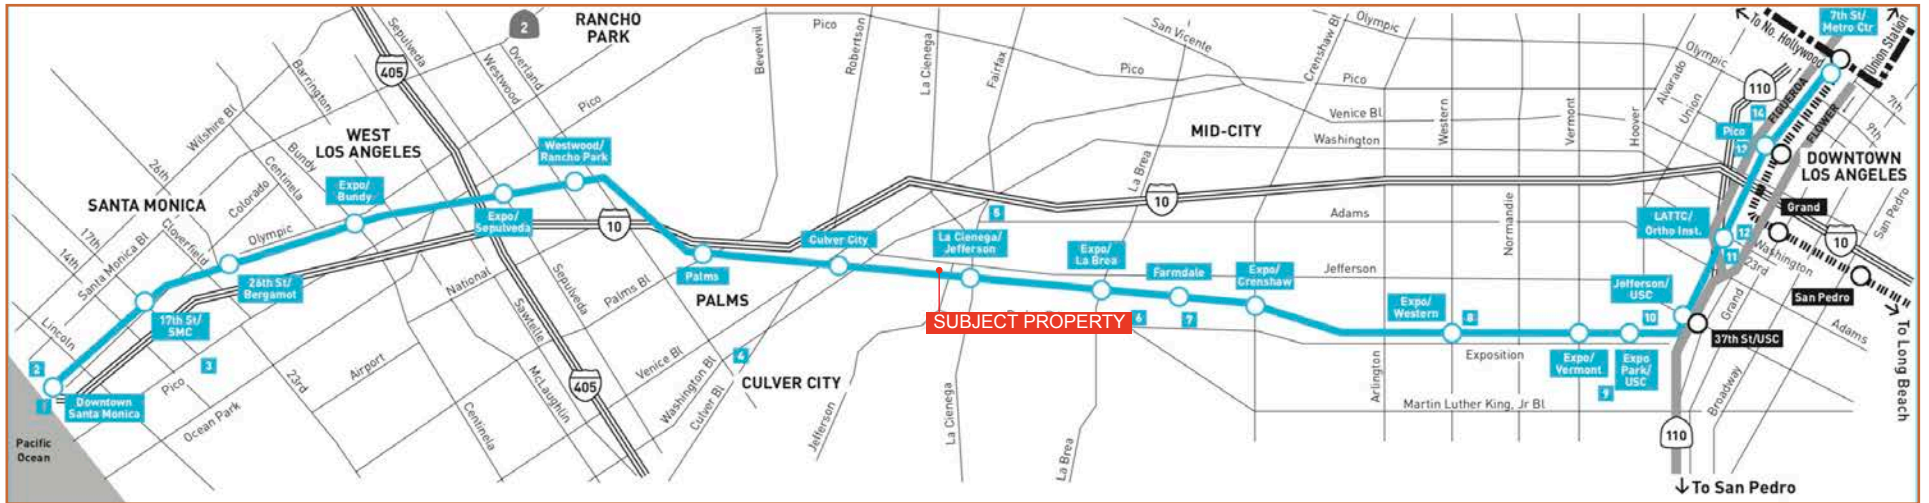 RANCHO
PARK
2
Sepulveda
Westwood
Overland
Pico
Beverwil
Robertson
La Cienega
Fairfax
San Vicente
Crenshaw Bl
Olympic
To No. Hollywood
7th St/
Metro Ctr
Union Station
405
Barrington
Wilshire Bl
26th
Bundy
Centinela
Colorado
WEST
LOS ANGELES
Pico
Westwood/
Rancho Park
Pico
Pico
Venice Bl
Washington
MID-CITY
Western
Vermont
Hoover
Alvarado
Union
Olympic
110
14
FIGUEROA
FLOWER
7th
9th
Pico
13
DOWNTOWN
LOS ANGELES
SANTA MONICA
Expo/
Bundy
Expo/
Sepulveda
10
17th
14th
Santa Monica Bl
Cloverfield
Olympic
La Brea
10
5
Adams
Normandie
LATTC/
Ortho Inst.
12
11
Grand
10
San Pedro
Washington
23rd
Culver City
La Cienega/
Jefferson
Expo/
La Brea
Farmdale
Expo/
Crenshaw
Jefferson
Palms
PALMS
26th St/
Bergamot
National
Sepulveda
Palms Bl
Sawtelle
Lincoln
17th St/
SMC
SUBJECT PROPERTY
6
7
Expo/
Western
8
Jefferson/
USC
10
Grand
San Pedro
Adams
To Long Beach
37th St/USC
2
1
Downtown
Santa Monica
3
Pico
Ocean Park
23rd
Airport
Centinela
McLaughlin
405
Venice Bl
Washington Bl
Culver Bl
4
CULVER CITY
Jefferson
La Cienega
La Brea
Arlington
Exposition
Expo/
Vermont
Expo
Park/
USC
9
Martin Luther King, Jr Bl
Broadway
110
Pacific
Ocean
To San Pedro